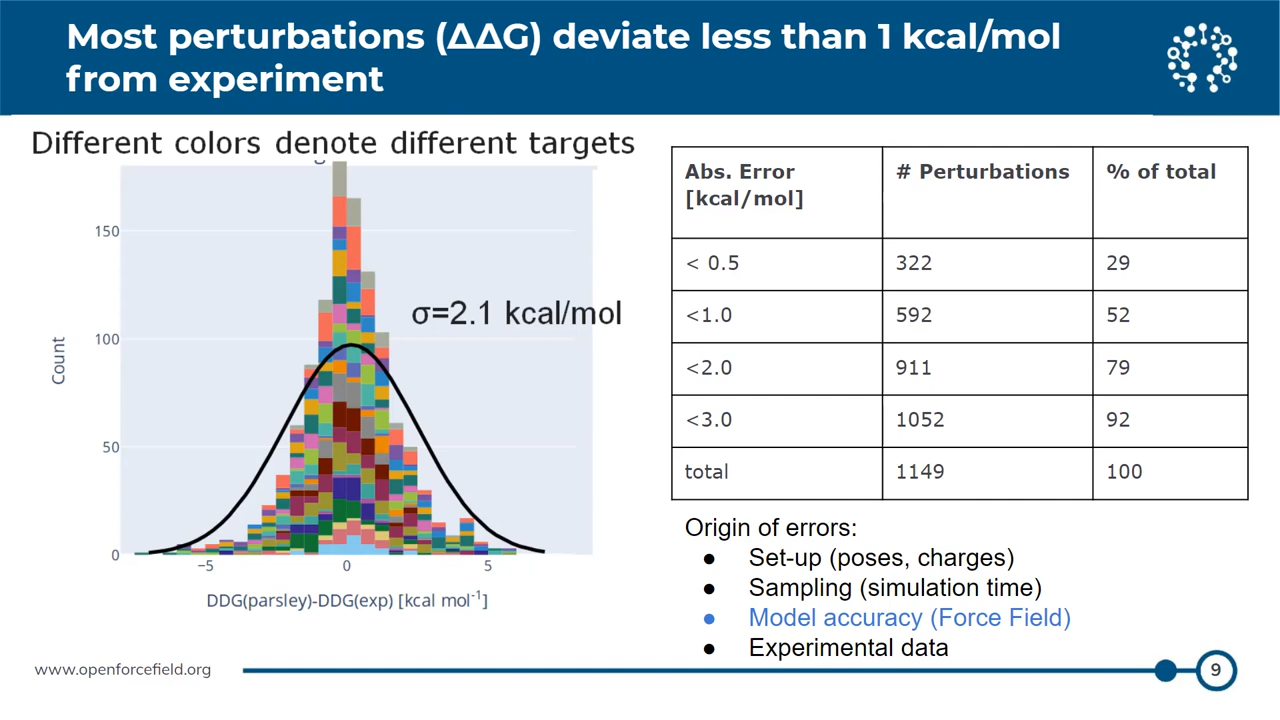 Most perturbations (ΔΔG) deviate less than 1 kcal/mol
from experiment
Different colors denote different targets
150
100
50
0
Count
−5
0
5
DDG(parsley)-DDG(exp) [kcal mol⁻¹]
σ=2.1 kcal/mol
Abs. Error [kcal/mol] # Perturbations % of total
< 0.5 322 29
<1.0 592 52
<2.0 911 79
<3.0 1052 92
total 1149 100
Origin of errors:
● Set-up (poses, charges)
● Sampling (simulation time)
● Model accuracy (Force Field)
● Experimental data
www.openforcefield.org
9